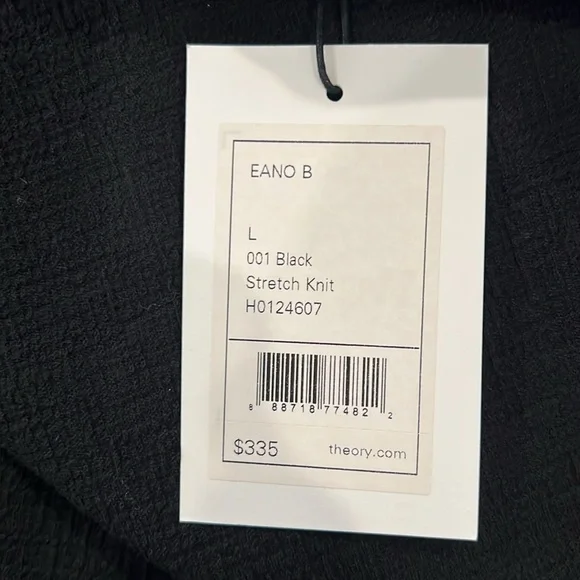 EANO B
L
001 Black
Stretch Knit
H0124607
8 88718 77482 2
$335
theory.com